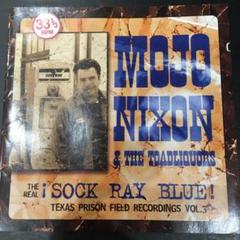 33⅓
RPM
MOJO
NIXON
& THE TOADLIQUORS
THE REAL ¡SOCK RAY BLUE!
TEXAS PRISON FIELD RECORDINGS VOL. 3